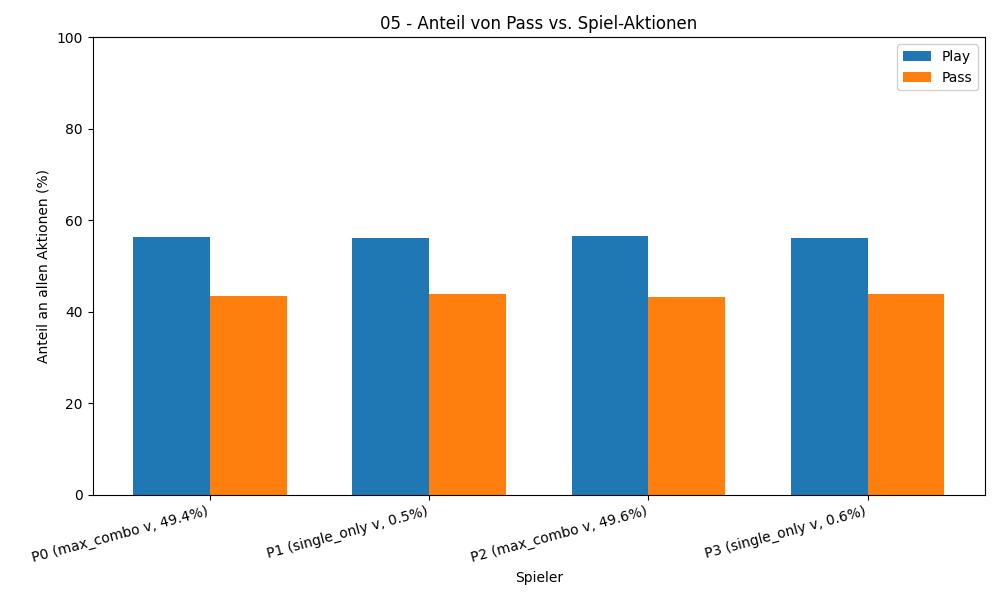 05 - Anteil von Pass vs. Spiel-Aktionen
100
80
60
40
20
0
Anteil an allen Aktionen (%)
Play
Pass
P0 (max_combo v, 49.4%)
P1 (single_only v, 0.5%)
P2 (max_combo v, 49.6%)
P3 (single_only v, 0.6%)
Spieler